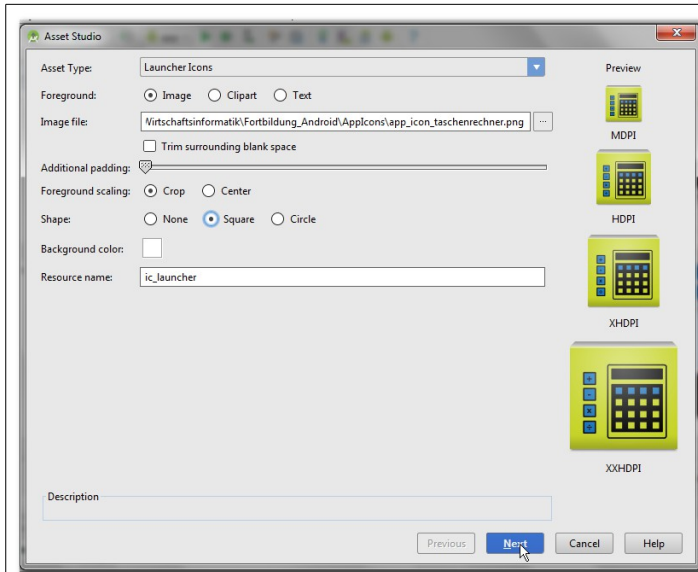 Asset Studio
Asset Type: Launcher Icons
Preview
Foreground: Image Clipart Text
Image file: Wirtschaftsinformatik\Fortbildung_Android\AppIcons\app_icon_taschenrechner.png ...
Trim surrounding blank space
MDPI
Additional padding:
Foreground scaling: Crop Center
Shape: None Square Circle
HDPI
Background color:
Resource name: ic_launcher
XHDPI
XXHDPI
Description
Previous Next Cancel Help